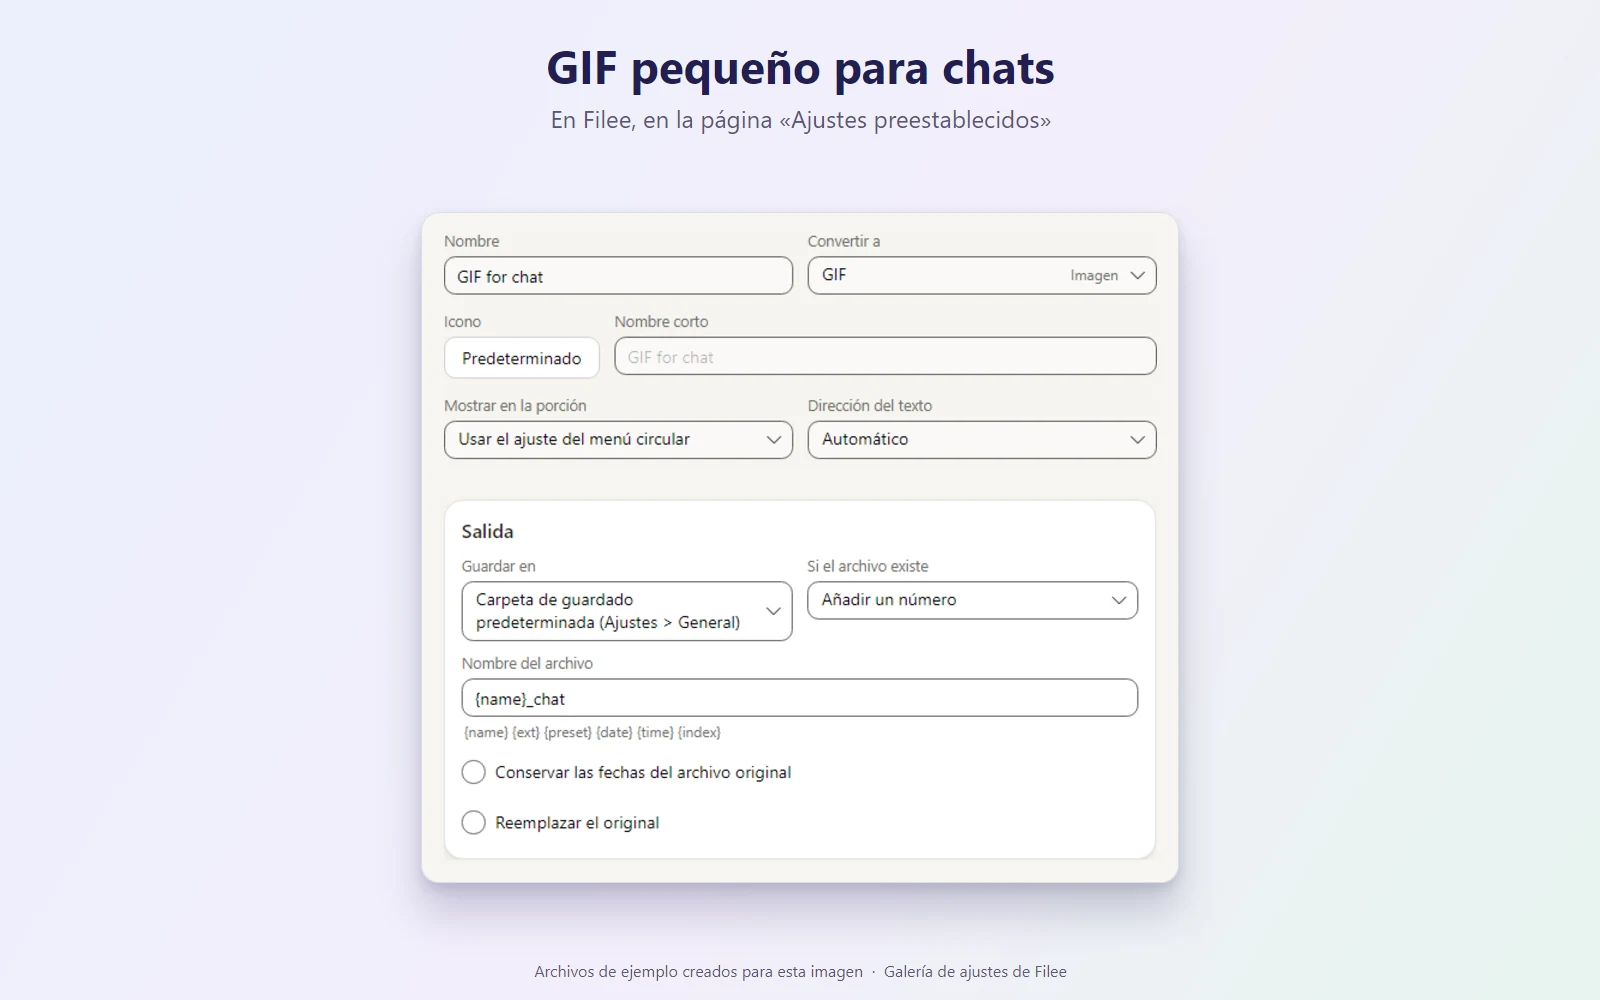 GIF pequeño para chats
En Filee, en la página «Ajustes preestablecidos»
Nombre
Convertir a
GIF for chat
GIF
Imagen
Icono
Nombre corto
Predeterminado
GIF for chat
Mostrar en la porción
Dirección del texto
Usar el ajuste del menú circular
Automático
Salida
Guardar en
Si el archivo existe
Carpeta de guardado
predeterminada (Ajustes > General)
Añadir un número
Nombre del archivo
{name}_chat
{name} {ext} {preset} {date} {time} {index}
Conservar las fechas del archivo original
Reemplazar el original
Archivos de ejemplo creados para esta imagen · Galería de ajustes de Filee